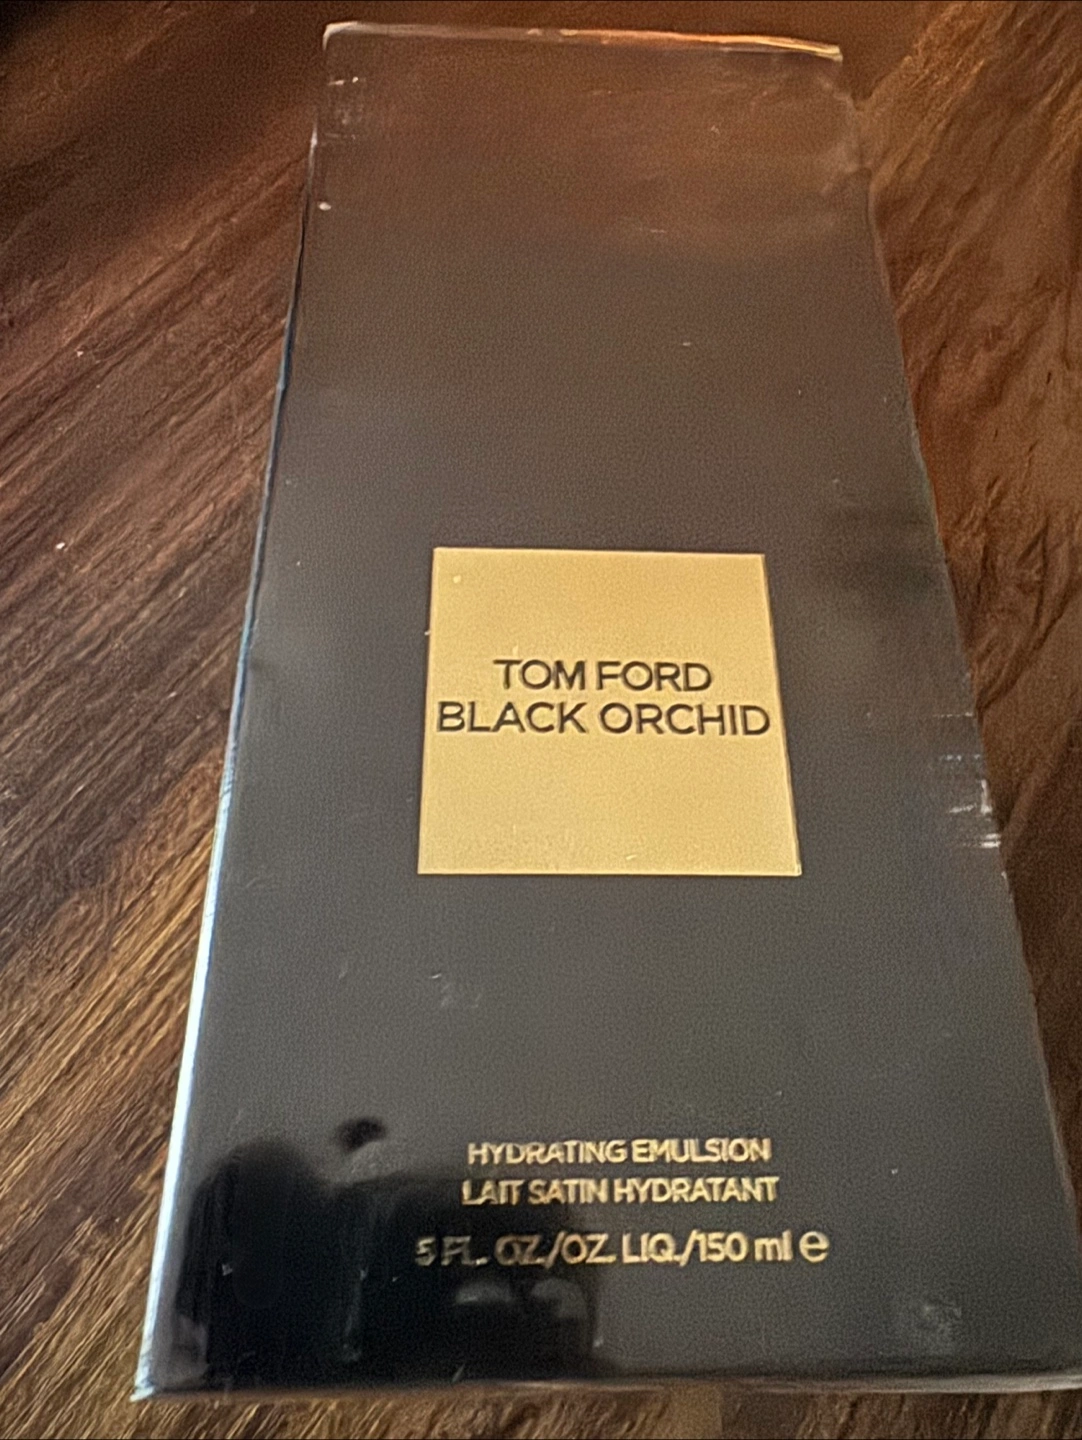 TOM FORD
BLACK ORCHID
HYDRATING EMULSION
LAIT SATIN HYDRATANT
5 FL. OZ./OZ. LIQ./150 ml ℮